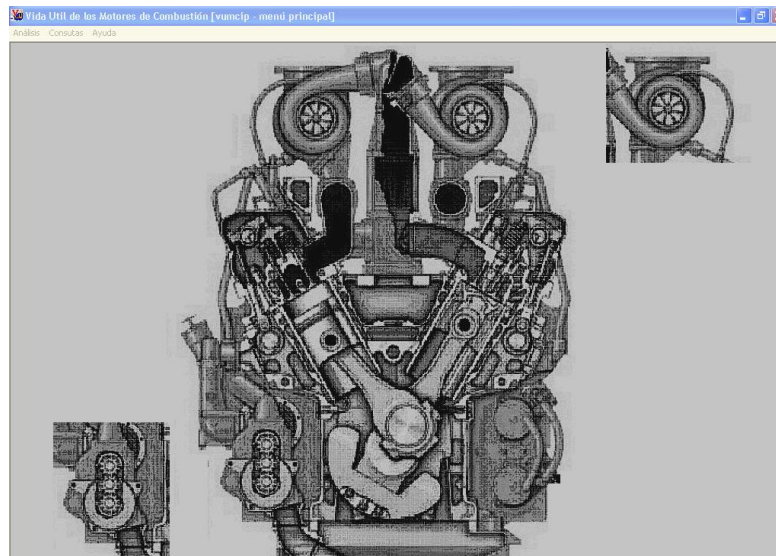 Vida Util de los Motores de Combustión [vumcip - menú principal]
Análisis Consutas Ayuda